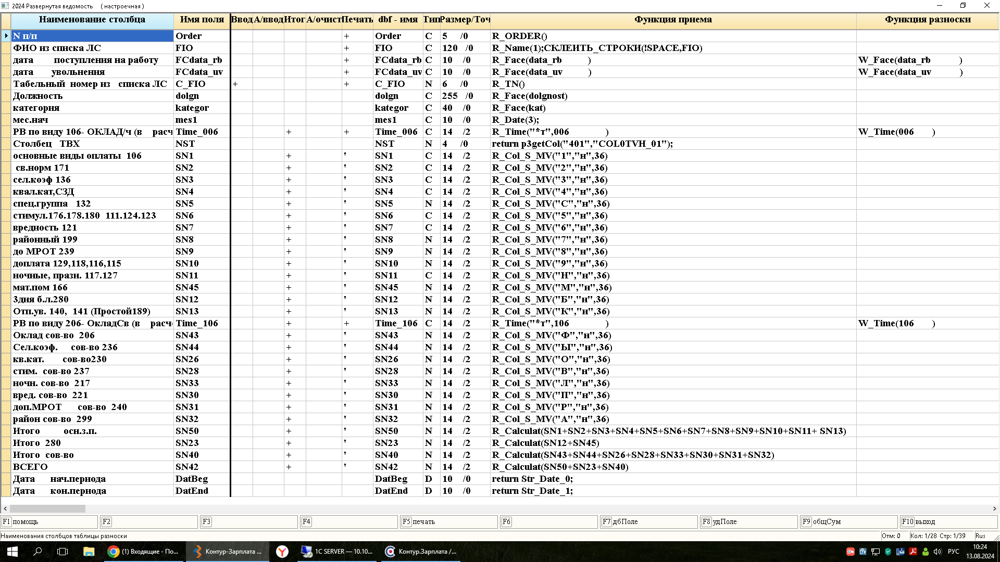 2024 Развернутая ведомость ( настроечная )
Наименование столбца Имя поля Ввод А/ввод Итог А/очист Печать dbf - имя Тип Размер/Точ Функция приема Функция разноски
N п/п Order + Order C 5 /0 R_ORDER()
ФИО из списка ЛС FIO + FIO C 120 /0 R_Name(1);СКЛЕИТЬ_СТРОКИ(!SPACE,FIO)
дата поступления на работу FCdata_rb + FCdata_rb C 10 /0 R_Face(data_rb ) W_Face(data_rb )
дата увольнения FCdata_uv + FCdata_uv C 10 /0 R_Face(data_uv ) W_Face(data_uv )
Табельный номер из списка ЛС C_FIO + + C_FIO N 6 /0 R_TN()
Должность dolgn dolgn C 255 /0 R_Face(dolgnost)
категория kategor kategor C 40 /0 R_Face(kat)
мес.нач mes1 mes1 C 10 /0 R_Date(3);
РВ по виду 106- ОКЛАД/ч (в расч Time_006 + + Time_006 C 14 /2 R_Time("*т",006 ) W_Time(006 )
Столбец ТВХ NST NST N 4 /0 return p3getCol("401","COL0TVH_01");
основные виды оплаты 106 SN1 + ' SN1 C 14 /2 R_Col_S_MV("1","н",36)
св.норм 171 SN2 + ' SN2 C 14 /2 R_Col_S_MV("2","н",36)
сел.коэф 136 SN3 + ' SN3 C 14 /2 R_Col_S_MV("3","н",36)
квал.кат,СЗД SN4 + ' SN4 C 14 /2 R_Col_S_MV("4","н",36)
спец.группа 132 SN5 + ' SN5 N 14 /2 R_Col_S_MV("С","н",36)
стимул.176.178.180 111.124.123 SN6 + ' SN6 C 14 /2 R_Col_S_MV("5","н",36)
вредность 121 SN7 + ' SN7 C 14 /2 R_Col_S_MV("6","н",36)
районный 199 SN8 + ' SN8 N 14 /2 R_Col_S_MV("7","н",36)
до МРОТ 239 SN9 + ' SN9 N 14 /2 R_Col_S_MV("8","н",36)
доплата 129,118,116,115 SN10 + ' SN10 N 14 /2 R_Col_S_MV("9","н",36)
ночные, празн. 117.127 SN11 + ' SN11 C 14 /2 R_Col_S_MV("Н","н",36)
мат.пом 166 SN45 + ' SN45 N 14 /2 R_Col_S_MV("М","н",36)
3дня б.л.280 SN12 + ' SN12 N 14 /2 R_Col_S_MV("Б","н",36)
Отп.ув. 140, 141 (Простой189) SN13 + ' SN13 N 14 /2 R_Col_S_MV("К","н",36)
РВ по виду 206- ОкладСв (в расч Time_106 + + Time_106 C 14 /2 R_Time("*т",106 ) W_Time(106 )
Оклад сов-во 206 SN43 + ' SN43 N 14 /2 R_Col_S_MV("Ф","н",36)
Сел.коэф. сов-во 236 SN44 + ' SN44 N 14 /2 R_Col_S_MV("Ы","н",36)
кв.кат. сов-во230 SN26 + ' SN26 N 14 /2 R_Col_S_MV("О","н",36)
стим. сов-во 237 SN28 + ' SN28 N 14 /2 R_Col_S_MV("В","н",36)
ночн. сов-во 217 SN33 + ' SN33 N 14 /2 R_Col_S_MV("Л","н",36)
вред. сов-во 221 SN30 + ' SN30 N 14 /2 R_Col_S_MV("П","н",36)
доп.МРОТ сов-во 240 SN31 + ' SN31 N 14 /2 R_Col_S_MV("Р","н",36)
район сов-во 299 SN32 + ' SN32 N 14 /2 R_Col_S_MV("А","н",36)
Итого осн.з.п. SN50 + ' SN50 N 14 /2 R_Calculat(SN1+SN2+SN3+SN4+SN5+SN6+SN7+SN8+SN9+SN10+SN11+ SN13)
Итого 280 SN23 + ' SN23 N 14 /2 R_Calculat(SN12+SN45)
Итого сов-во SN40 + ' SN40 N 14 /2 R_Calculat(SN43+SN44+SN26+SN28+SN33+SN30+SN31+SN32)
ВСЕГО SN42 + ' SN42 N 14 /2 R_Calculat(SN50+SN23+SN40)
Дата нач.периода DatBeg DatBeg D 10 /0 return Str_Date_0;
Дата кон.периода DatEnd DatEnd D 10 /0 return Str_Date_1;
F1 помощь F2 F3 F4 F5 печать F6 F7 дбПоле F8 удПоле F9 общСум F10 выход
Наименования столбцов таблицы разноски Отм: 0 Кол: 1/28 Стр: 1/39 Rus
(1) Входящие - По... Контур-Зарплата ... 1C SERVER — 10.10... Контур.Зарплата /... РУС 10:24
13.08.2024